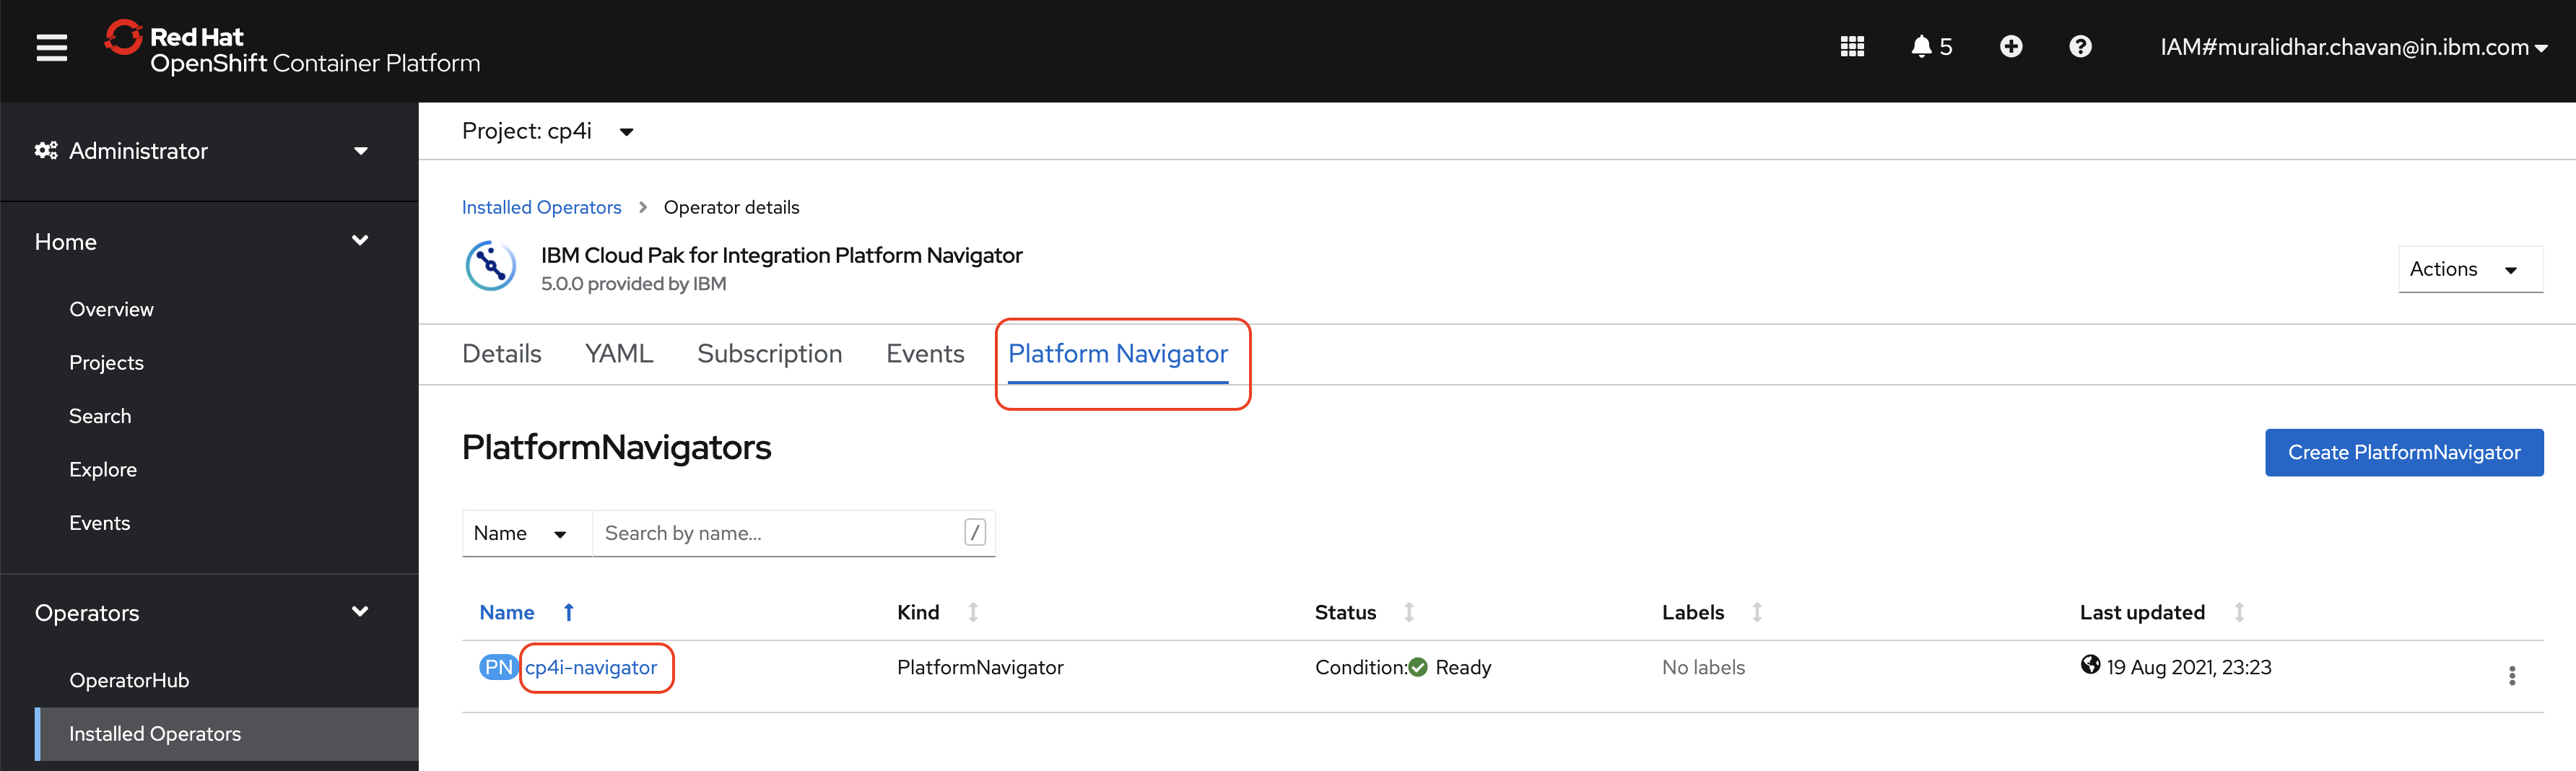 Red Hat
OpenShift Container Platform
5
IAM#muralidhar.chavan@in.ibm.com
Administrator
Home
Overview
Projects
Search
Explore
Events
Operators
OperatorHub
Installed Operators
Project: cp4i
Installed Operators > Operator details
IBM Cloud Pak for Integration Platform Navigator
5.0.0 provided by IBM
Actions
Details YAML Subscription Events Platform Navigator
PlatformNavigators
Create PlatformNavigator
Name Search by name... /
Name Kind Status Labels Last updated
PN cp4i-navigator PlatformNavigator Condition: Ready No labels 19 Aug 2021, 23:23